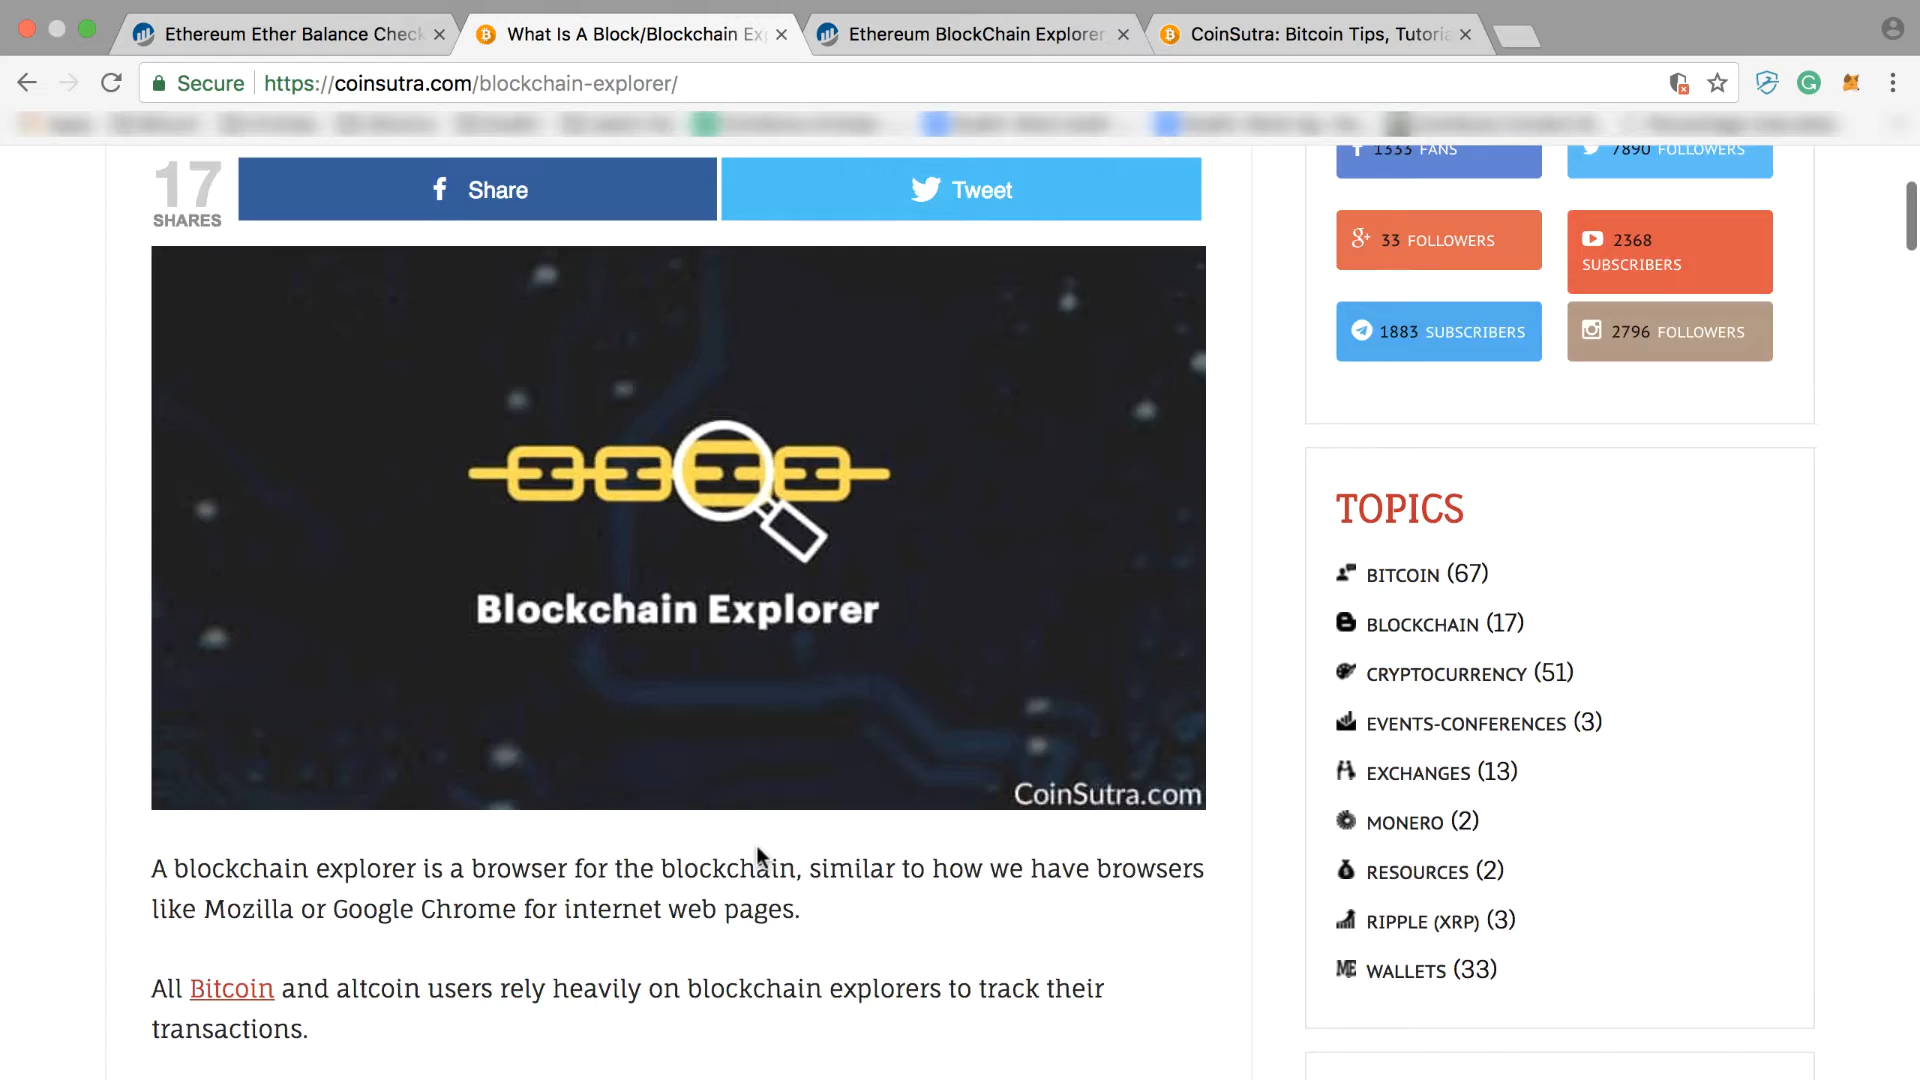 Ethereum Ether Balance Check
What Is A Block/Blockchain Ex
Ethereum BlockChain Explorer
CoinSutra: Bitcoin Tips, Tutoria
Secure
https://coinsutra.com/blockchain-explorer/
17
SHARES
Share
Tweet
1333 FANS
7890 FOLLOWERS
33 FOLLOWERS
2368
SUBSCRIBERS
1883 SUBSCRIBERS
2796 FOLLOWERS
Blockchain Explorer
CoinSutra.com
A blockchain explorer is a browser for the blockchain, similar to how we have browsers
like Mozilla or Google Chrome for internet web pages.
All Bitcoin and altcoin users rely heavily on blockchain explorers to track their
transactions.
TOPICS
BITCOIN (67)
BLOCKCHAIN (17)
CRYPTOCURRENCY (51)
EVENTS-CONFERENCES (3)
EXCHANGES (13)
MONERO (2)
RESOURCES (2)
RIPPLE (XRP) (3)
WALLETS (33)